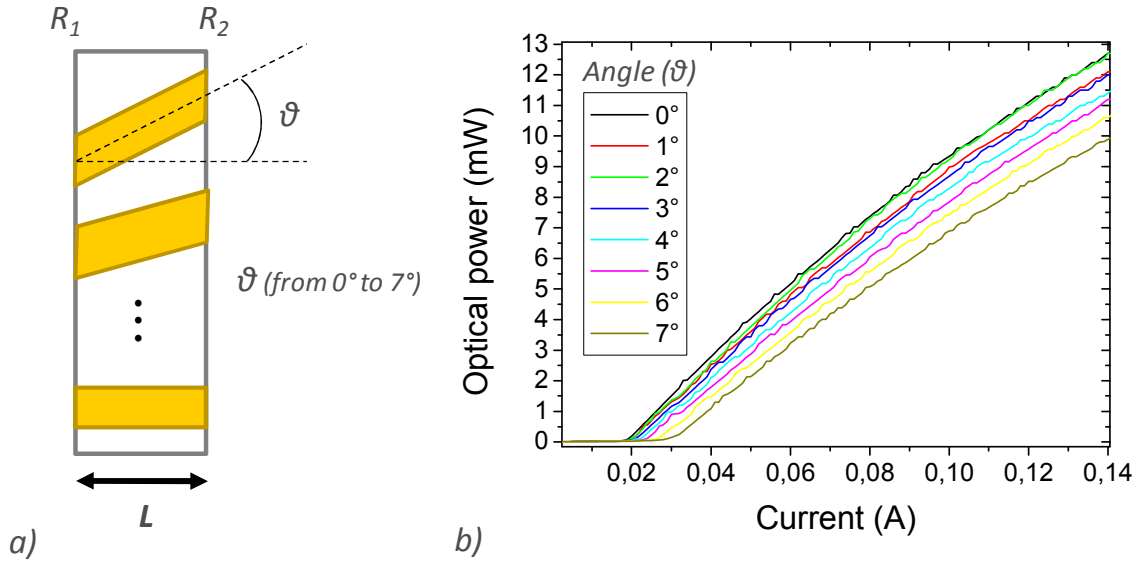 R1 R2
ϑ
ϑ (from 0° to 7°)
L
a)
Optical power (mW)
13
12
11
10
9
8
7
6
5
4
3
2
1
0
Angle (ϑ)
0°
1°
2°
3°
4°
5°
6°
7°
0,02 0,04 0,06 0,08 0,10 0,12 0,14
Current (A)
b)